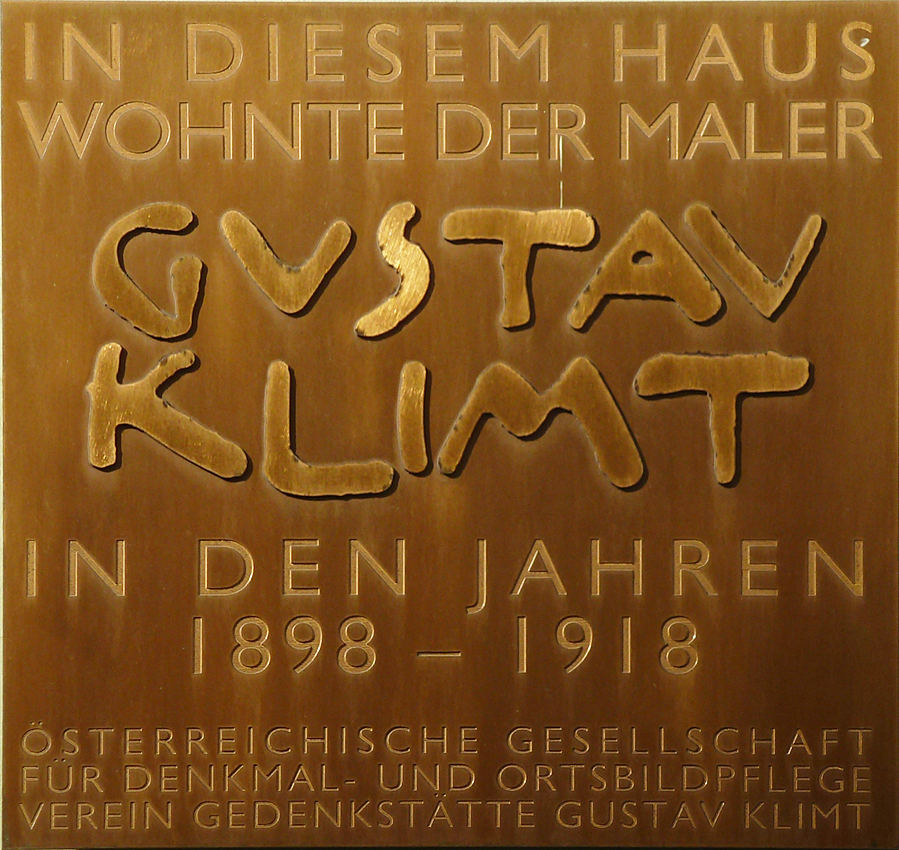 IN DIESEM HAUS
WOHNTE DER MALER
GUSTAV
KLIMT
IN DEN JAHREN
1898 – 1918
ÖSTERREICHISCHE GESELLSCHAFT
FÜR DENKMAL- UND ORTSBILDPFLEGE
VEREIN GEDENKSTÄTTE GUSTAV KLIMT